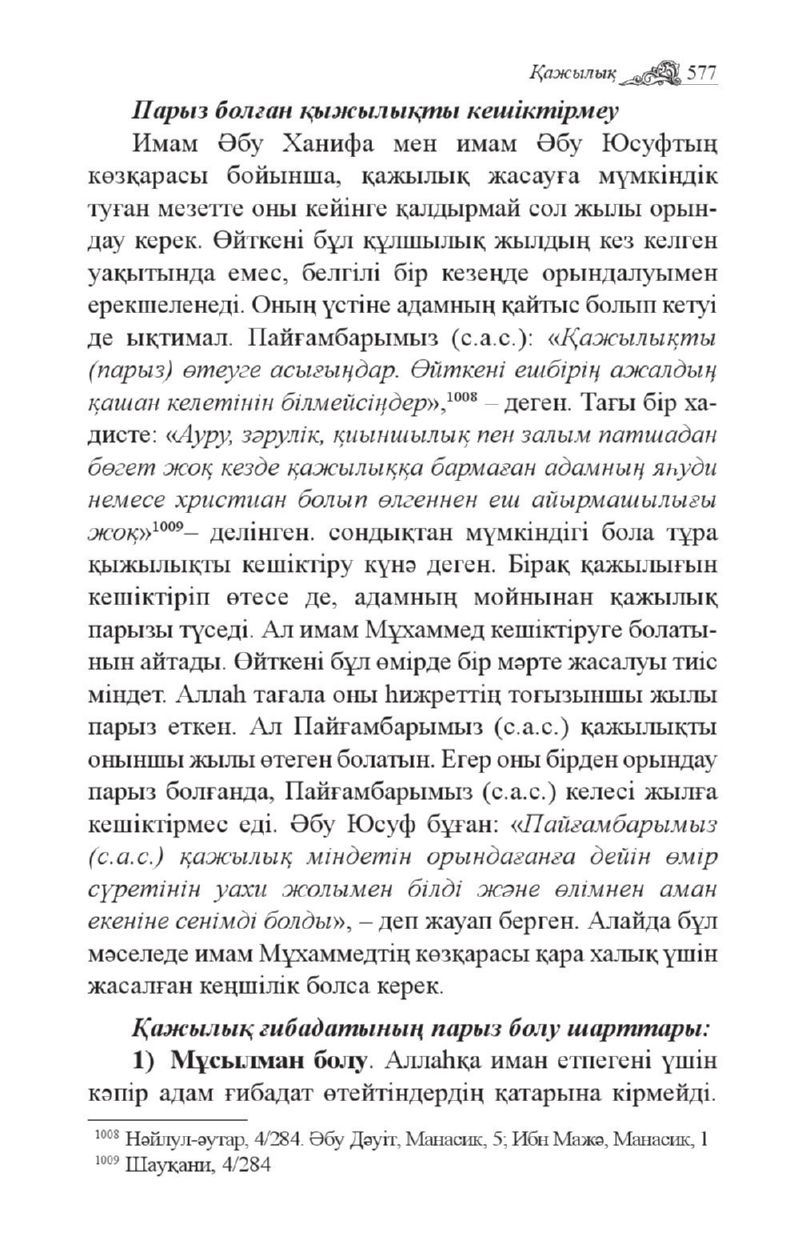 Қажылық 577
Парыз болған қыжылықты кешіктірмеу
Имам Әбу Ханифа мен имам Әбу Юсуфтың
көзқарасы бойынша, қажылық жасауға мүмкіндік
туған мезетте оны кейінге қалдырмай сол жылы орын-
дау керек. Өйткені бұл құлшылық жылдың кез келген
уақытында емес, белгілі бір кезеңде орындалуымен
ерекшеленеді. Оның үстіне адамның қайтыс болып кетуі
де ықтимал. Пайғамбарымыз (с.а.с.): «Қажылықты
(парыз) өтеуге асығыңдар. Өйткені ешбірің ажалдың
қашан келетінін білмейсіңдер»,¹⁰⁰⁸ – деген. Тағы бір ха-
дисте: «Ауру, зәрулік, қиыншылық пен залым патшадан
бөгет жоқ кезде қажылыққа бармаған адамның яһуди
немесе христиан болып өлгеннен еш айырмашылығы
жоқ»¹⁰⁰⁹– делінген. сондықтан мүмкіндігі бола тұра
қыжылықты кешіктіру күнә деген. Бірақ қажылығын
кешіктіріп өтесе де, адамның мойнынан қажылық
парызы түседі. Ал имам Мұхаммед кешіктіруге болаты-
нын айтады. Өйткені бұл өмірде бір мәрте жасалуы тиіс
міндет. Аллаһ тағала оны һижреттің тоғызыншы жылы
парыз еткен. Ал Пайғамбарымыз (с.а.с.) қажылықты
оныншы жылы өтеген болатын. Егер оны бірден орындау
парыз болғанда, Пайғамбарымыз (с.а.с.) келесі жылға
кешіктірмес еді. Әбу Юсуф бұған: «Пайғамбарымыз
(с.а.с.) қажылық міндетін орындағанға дейін өмір
сүретінін уахи жолымен білді және өлімнен аман
екеніне сенімді болды», – деп жауап берген. Алайда бұл
мәселеде имам Мұхаммедтің көзқарасы қара халық үшін
жасалған кеңшілік болса керек.
Қажылық ғибадатының парыз болу шарттары:
1) Мұсылман болу. Аллаһқа иман етпегені үшін
кәпір адам ғибадат өтейтіндердің қатарына кірмейді.
¹⁰⁰⁸ Нәйлул-әутар, 4/284. Әбу Дәуіт, Манасик, 5; Ибн Мажә, Манасик, 1
¹⁰⁰⁹ Шауқани, 4/284